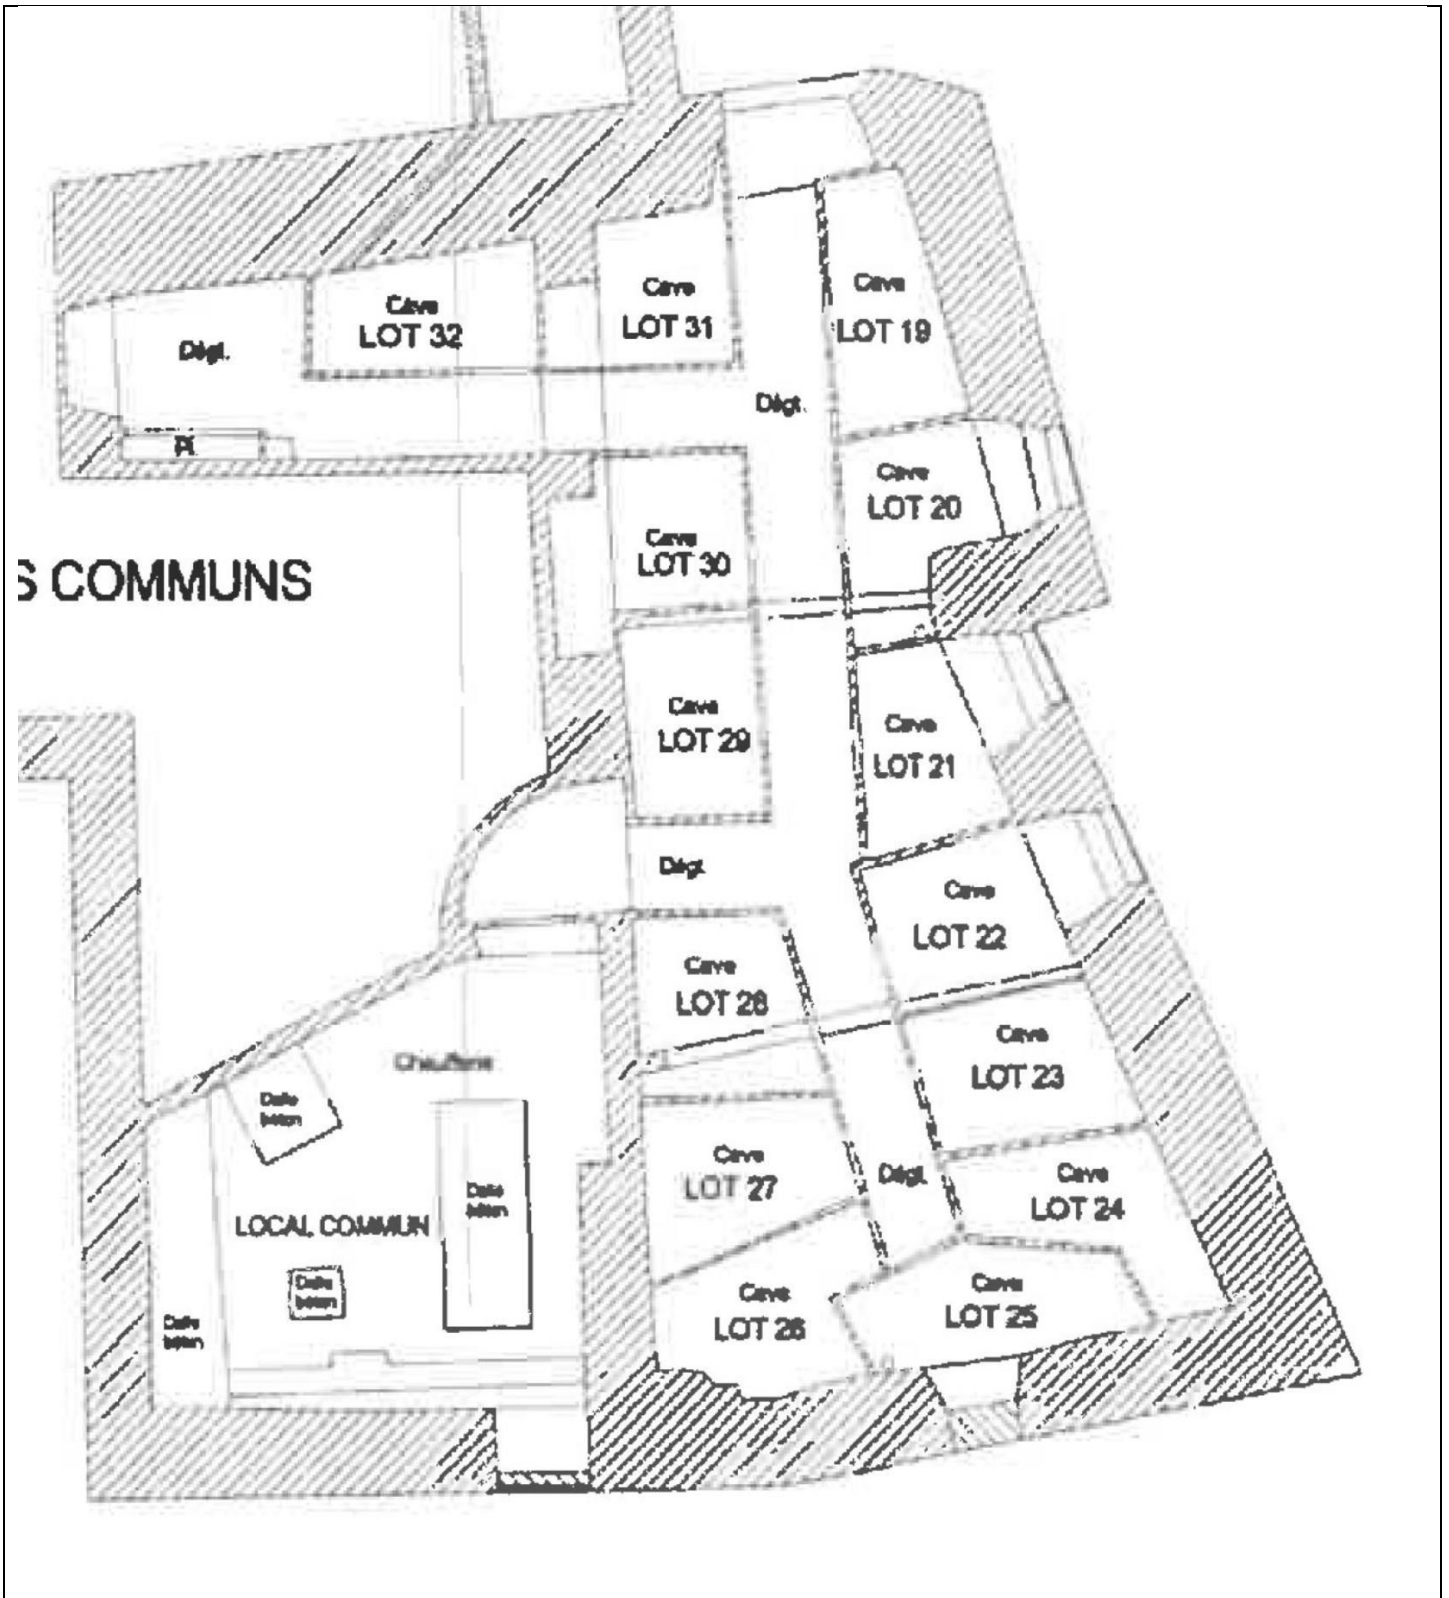 Cave
LOT 32
Cave
LOT 31
Cave
LOT 19
Dégt.
Dégt.
Pl.
Cave
LOT 20
Cave
LOT 30
S COMMUNS
Cave
LOT 29
Cave
LOT 21
Dégt.
Cave
LOT 22
Cave
LOT 28
Cave
LOT 23
Chaufferie
Dalle
béton
Cave
LOT 27
Dégt.
Cave
LOT 24
Dalle
béton
LOCAL COMMUN
Dalle
béton
Cave
LOT 26
Cave
LOT 25
Dalle
béton